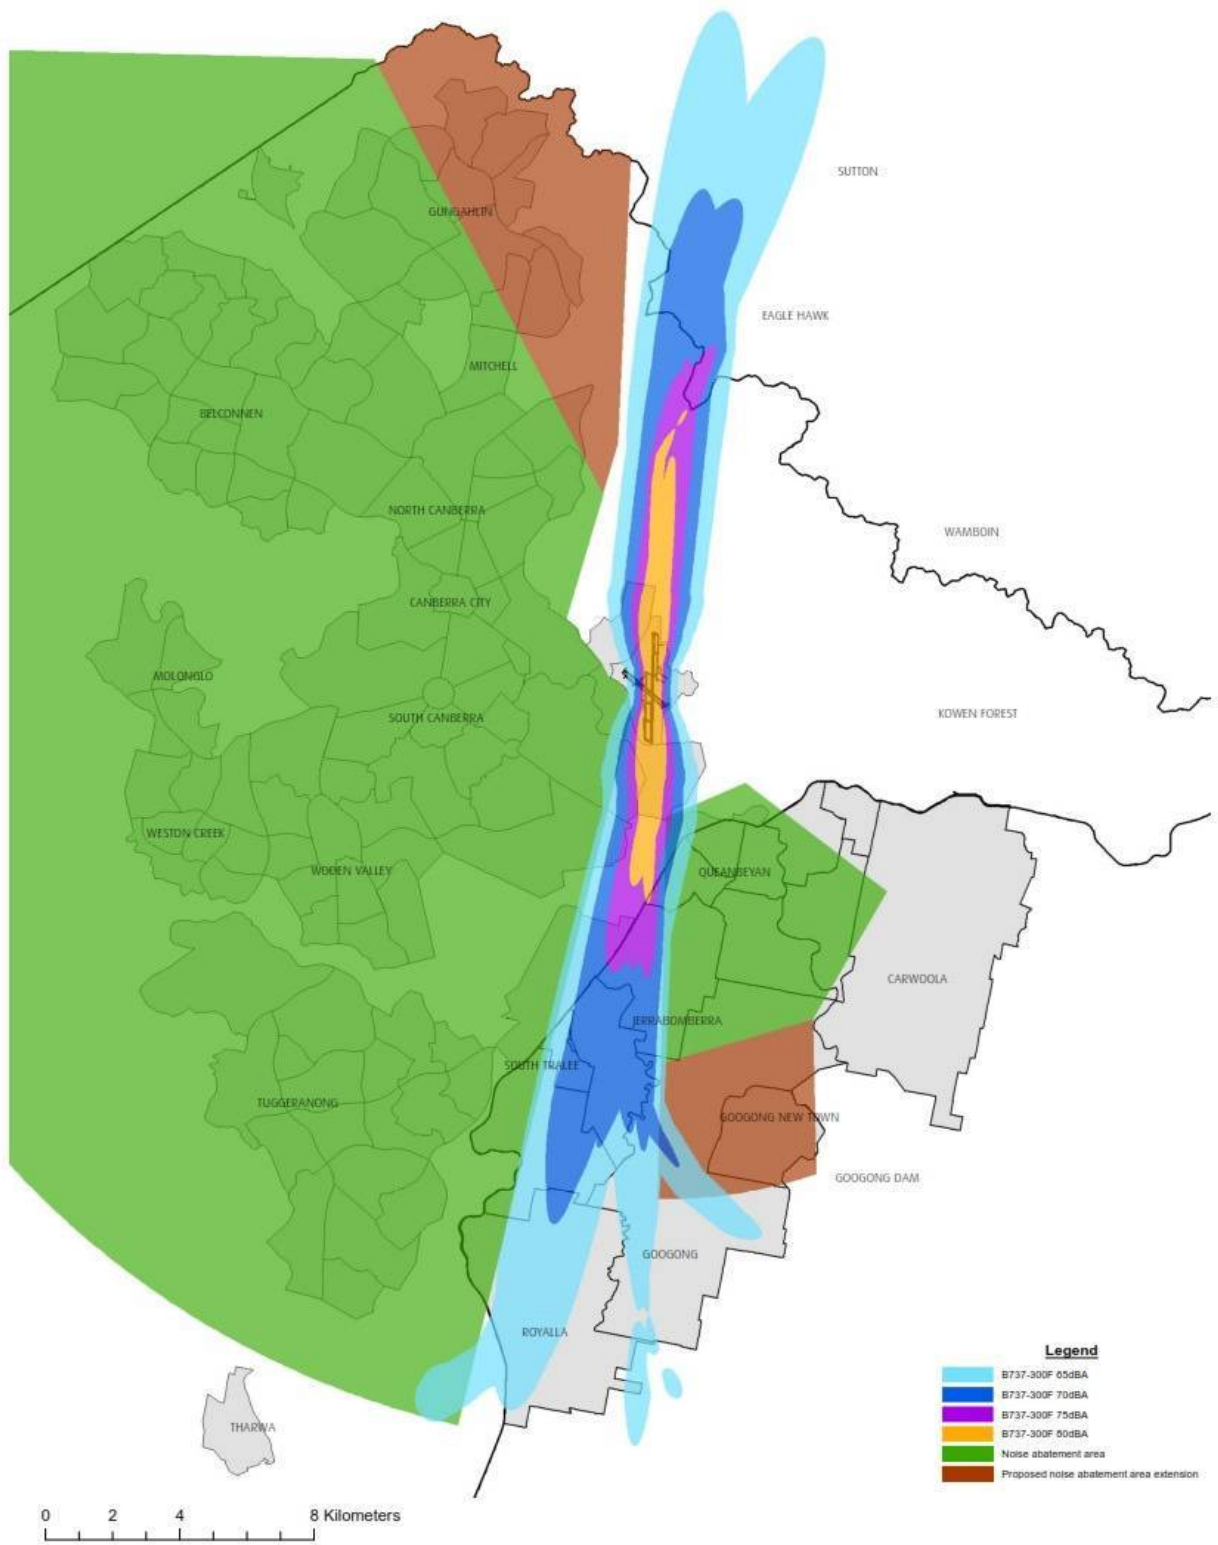 SUTTON
GUNGAHLIN
EAGLE HAWK
MITCHELL
BELCONNEN
NORTH CANBERRA
WAMBOIN
CANBERRA CITY
MOLONGLO
SOUTH CANBERRA
KOWEN FOREST
WESTON CREEK
WODEN VALLEY
QUEANBEYAN
CARWOOLA
JERRABOMBERRA
SOUTH TRALEE
TUGGERANONG
GOOGONG NEW TOWN
GOOGONG DAM
GOOGONG
ROYALLA
THARWA
Legend
B737-300F 65dBA
B737-300F 70dBA
B737-300F 75dBA
B737-300F 80dBA
Noise abatement area
Proposed noise abatement area extension
0 2 4 8 Kilometers